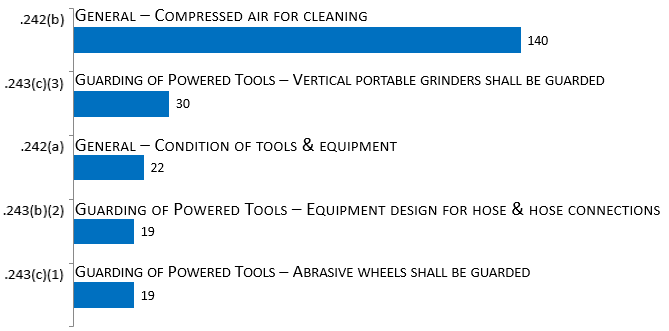 .242(b) General – Compressed air for cleaning
140
.243(c)(3) Guarding of Powered Tools – Vertical portable grinders shall be guarded
30
.242(a) General – Condition of tools & equipment
22
.243(b)(2) Guarding of Powered Tools – Equipment design for hose & hose connections
19
.243(c)(1) Guarding of Powered Tools – Abrasive wheels shall be guarded
19